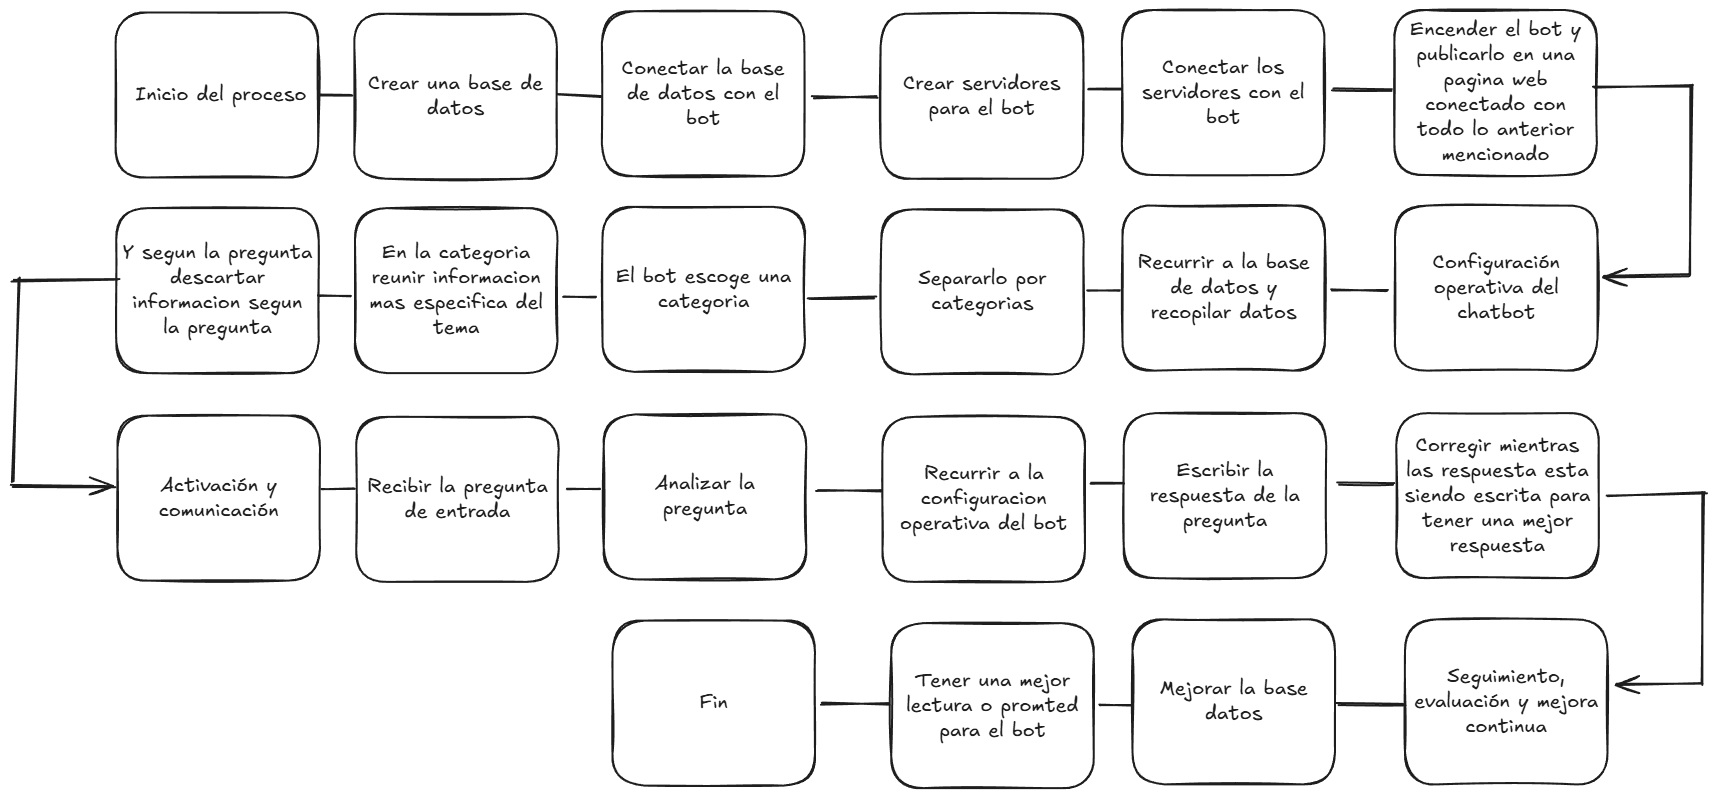 Inicio del proceso
Crear una base de
datos
Conectar la base
de datos con el
bot
Crear servidores
para el bot
Conectar los
servidores con el
bot
Encender el bot y
publicarlo en una
pagina web
conectado con
todo lo anterior
mencionado
Configuración
operativa del
chatbot
Recurrir a la base
de datos y
recopilar datos
Separarlo por
categorias
El bot escoge una
categoria
En la categoria
reunir informacion
mas especifica del
tema
Y segun la pregunta
descartar
informacion segun
la pregunta
Activación y
comunicación
Recibir la pregunta
de entrada
Analizar la
pregunta
Recurrir a la
configuracion
operativa del bot
Escribir la
respuesta de la
pregunta
Corregir mientras
las respuesta esta
siendo escrita para
tener una mejor
respuesta
Seguimiento,
evaluación y mejora
continua
Mejorar la base
datos
Tener una mejor
lectura o promted
para el bot
Fin